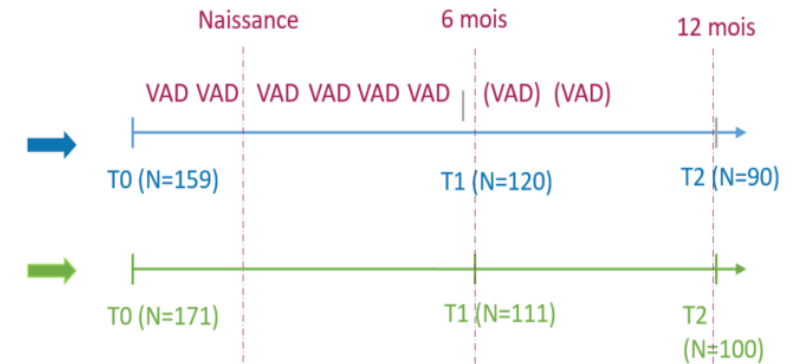 Naissance
6 mois
12 mois
VAD VAD VAD VAD VAD VAD (VAD) (VAD)
T0 (N=159)
T1 (N=120)
T2 (N=90)
T0 (N=171)
T1 (N=111)
T2
(N=100)